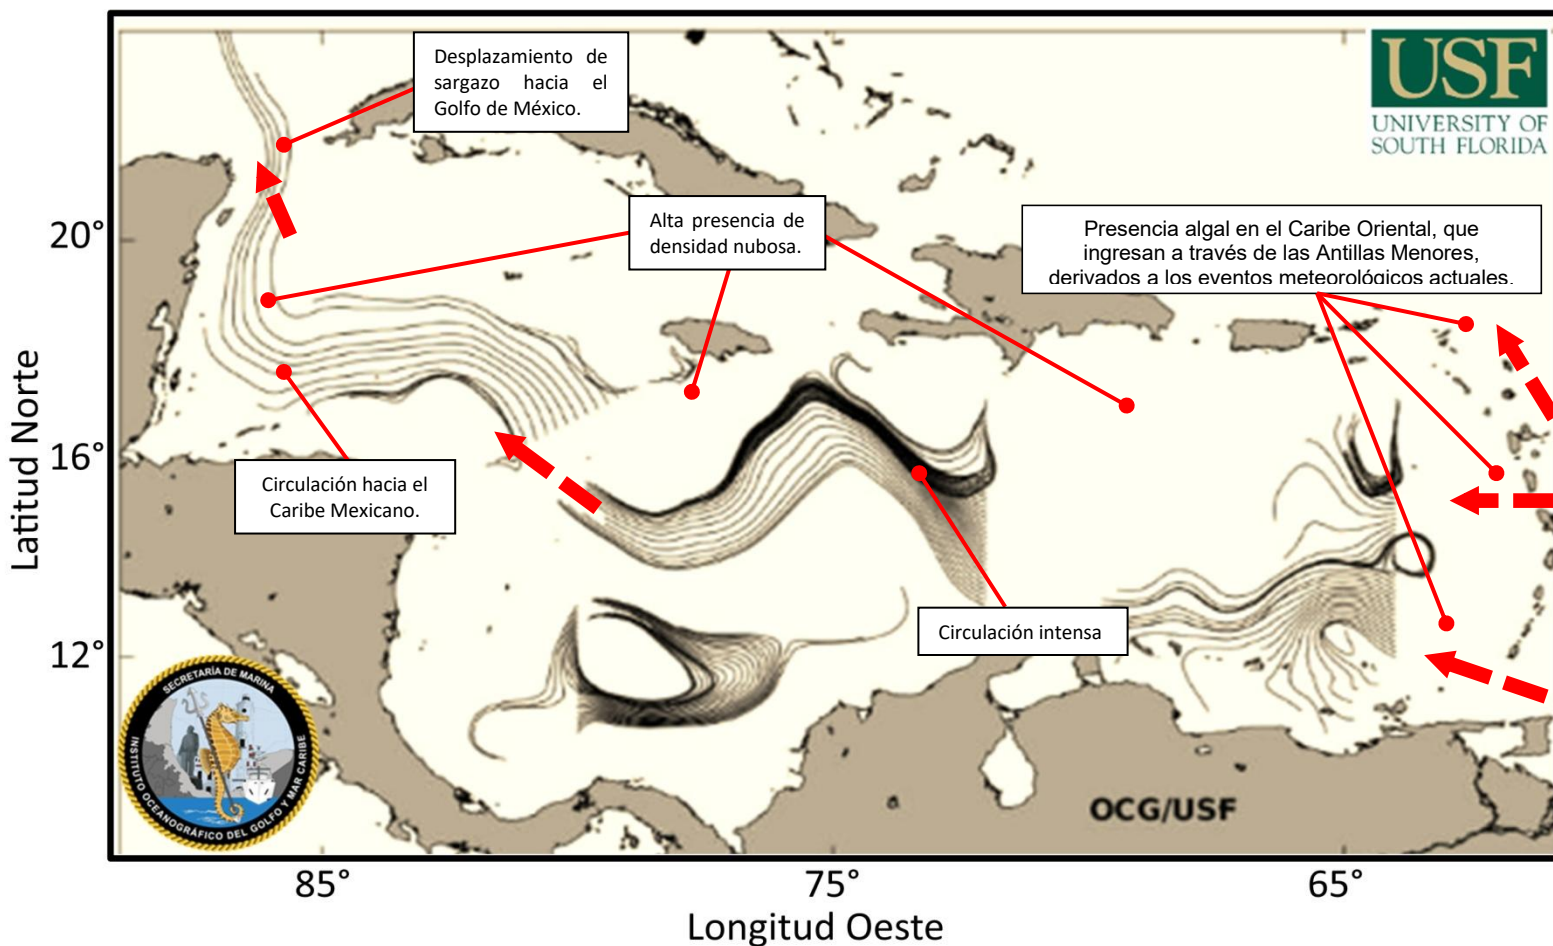 Desplazamiento de
sargazo hacia el
Golfo de México.
USF
UNIVERSITY OF
SOUTH FLORIDA
Alta presencia de
densidad nubosa.
Presencia algal en el Caribe Oriental, que
ingresan a través de las Antillas Menores,
derivados a los eventos meteorológicos actuales.
20°
16°
12°
Latitud Norte
Circulación hacia el
Caribe Mexicano.
Circulación intensa
SECRETARÍA DE MARINA
INSTITUTO OCEANOGRÁFICO DEL GOLFO Y MAR CARIBE
OCG/USF
85°
75°
65°
Longitud Oeste